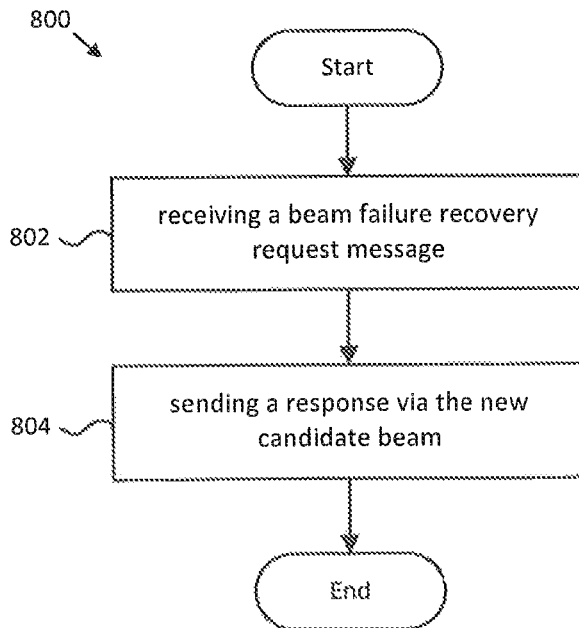 800
Start
802
receiving a beam failure recovery
request message
804
sending a response via the new
candidate beam
End